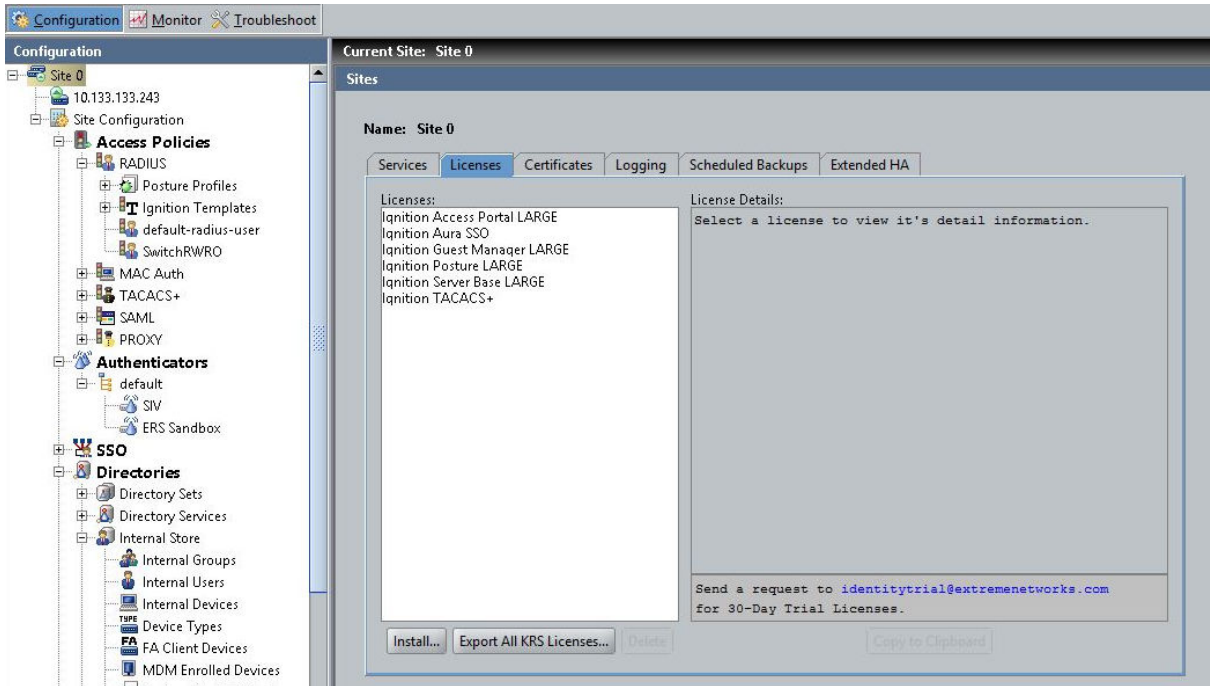 Configuration Monitor Troubleshoot
Configuration
Site 0
10.133.133.243
Site Configuration
Access Policies
RADIUS
Posture Profiles
Ignition Templates
default-radius-user
SwitchRWRO
MAC Auth
TACACS+
SAML
PROXY
Authenticators
default
SIV
ERS Sandbox
SSO
Directories
Directory Sets
Directory Services
Internal Store
Internal Groups
Internal Users
Internal Devices
TYPE Device Types
FA FA Client Devices
MDM Enrolled Devices
Current Site: Site 0
Sites
Name: Site 0
Services Licenses Certificates Logging Scheduled Backups Extended HA
Licenses:
Ignition Access Portal LARGE
Ignition Aura SSO
Ignition Guest Manager LARGE
Ignition Posture LARGE
Ignition Server Base LARGE
Ignition TACACS+
License Details:
Select a license to view it's detail information.
Send a request to identitytrial@extremenetworks.com
for 30-Day Trial Licenses.
Install... Export All KRS Licenses... Delete Copy to Clipboard